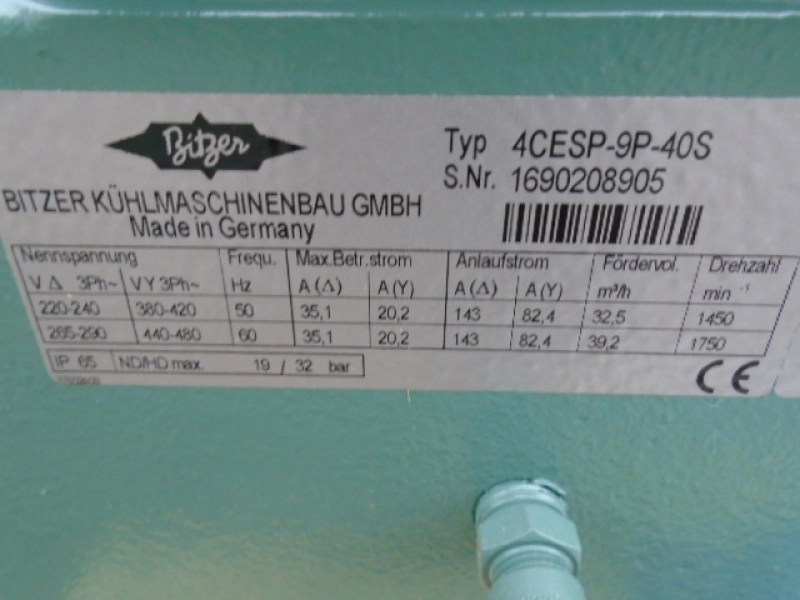 Bitzer
Typ 4CESP-9P-40S
S.Nr. 1690208905
BITZER KÜHLMASCHINENBAU GMBH
Made in Germany
Nennspannung Frequ. Max.Betr.strom Anlaufstrom Fördervol. Drehzahl
V Δ 3Ph~ V Y 3Ph~ Hz A (Δ) A (Y) A (Δ) A (Y) m³/h min⁻¹
220-240 380-420 50 35,1 20,2 143 82,4 32,5 1450
265-290 440-480 60 35,1 20,2 143 82,4 39,2 1750
IP 65 ND/HD max. 19 / 32 bar
CE